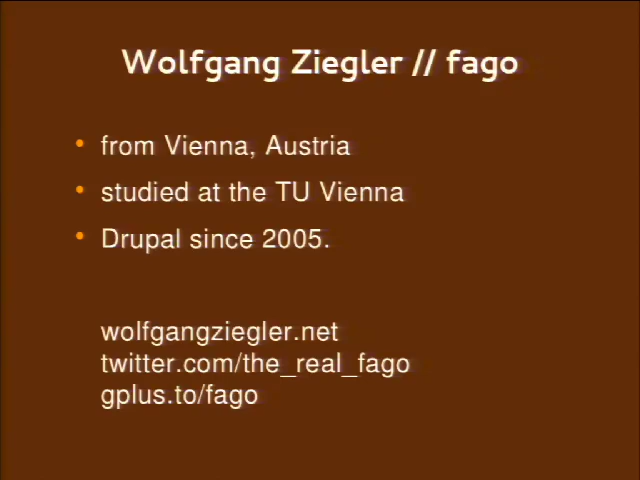 Wolfgang Ziegler // fago
• from Vienna, Austria
• studied at the TU Vienna
• Drupal since 2005.
wolfgangziegler.net
twitter.com/the_real_fago
gplus.to/fago